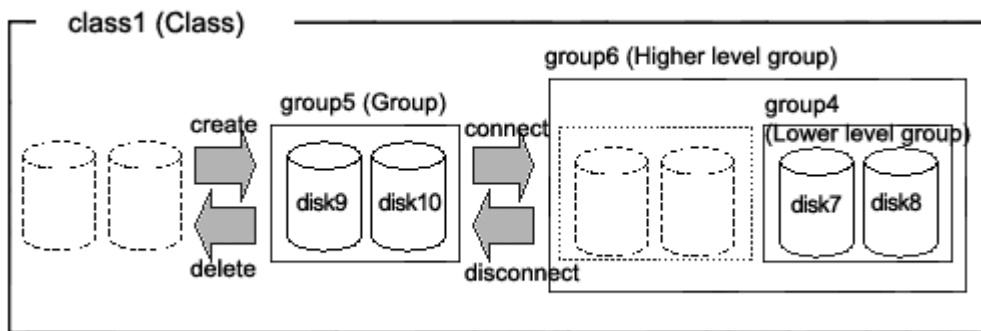 class1 (Class)
group6 (Higher level group)
group5 (Group)
group4
(Lower level group)
create
connect
disk9
disk10
disk7
disk8
delete
disconnect